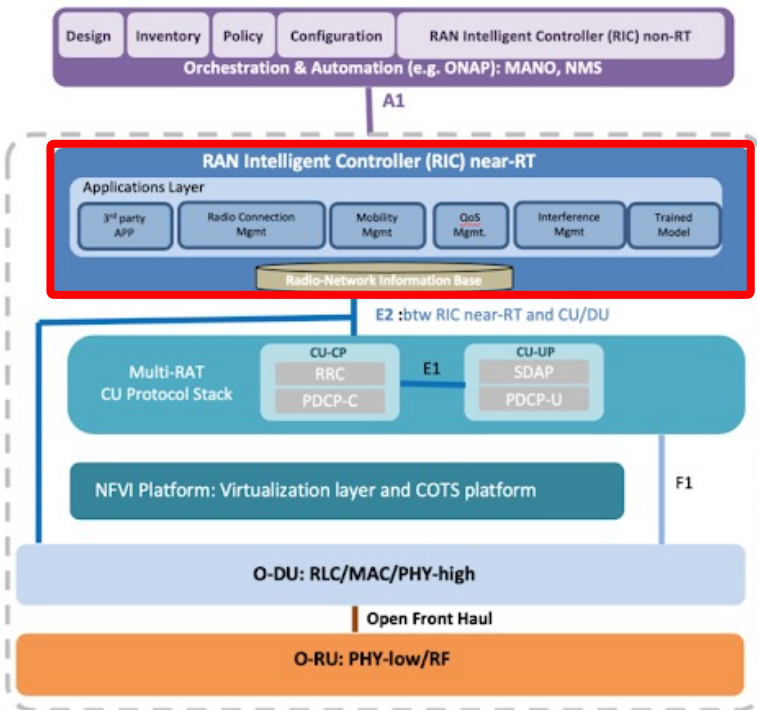 Design
Inventory
Policy
Configuration
RAN Intelligent Controller (RIC) non-RT
Orchestration & Automation (e.g. ONAP): MANO, NMS
A1
RAN Intelligent Controller (RIC) near-RT
Applications Layer
3rd party
APP
Radio Connection
Mgmt
Mobility
Mgmt
QoS
Mgmt.
Interference
Mgmt
Trained
Model
Radio-Network Information Base
E2 :btw RIC near-RT and CU/DU
Multi-RAT
CU Protocol Stack
CU-CP
RRC
PDCP-C
E1
CU-UP
SDAP
PDCP-U
NFVI Platform: Virtualization layer and COTS platform
F1
O-DU: RLC/MAC/PHY-high
Open Front Haul
O-RU: PHY-low/RF